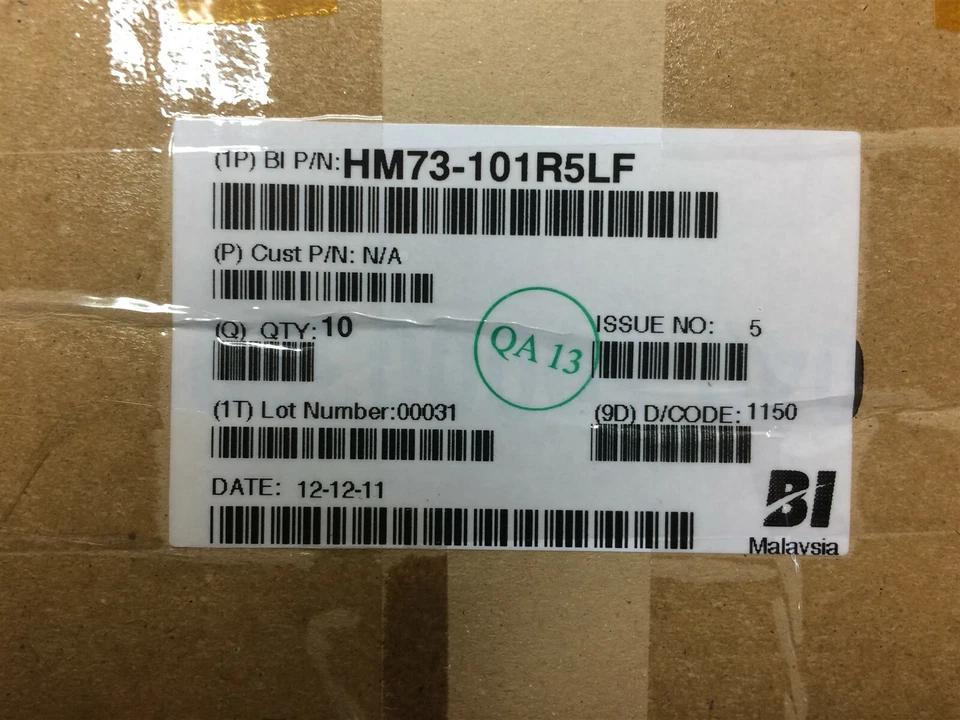 (1P) BI P/N: HM73-101R5LF
(P) Cust P/N: N/A
(Q) QTY: 10
QA 13
ISSUE NO: 5
(1T) Lot Number:00031
(9D) D/CODE: 1150
DATE: 12-12-11
BI
Malaysia